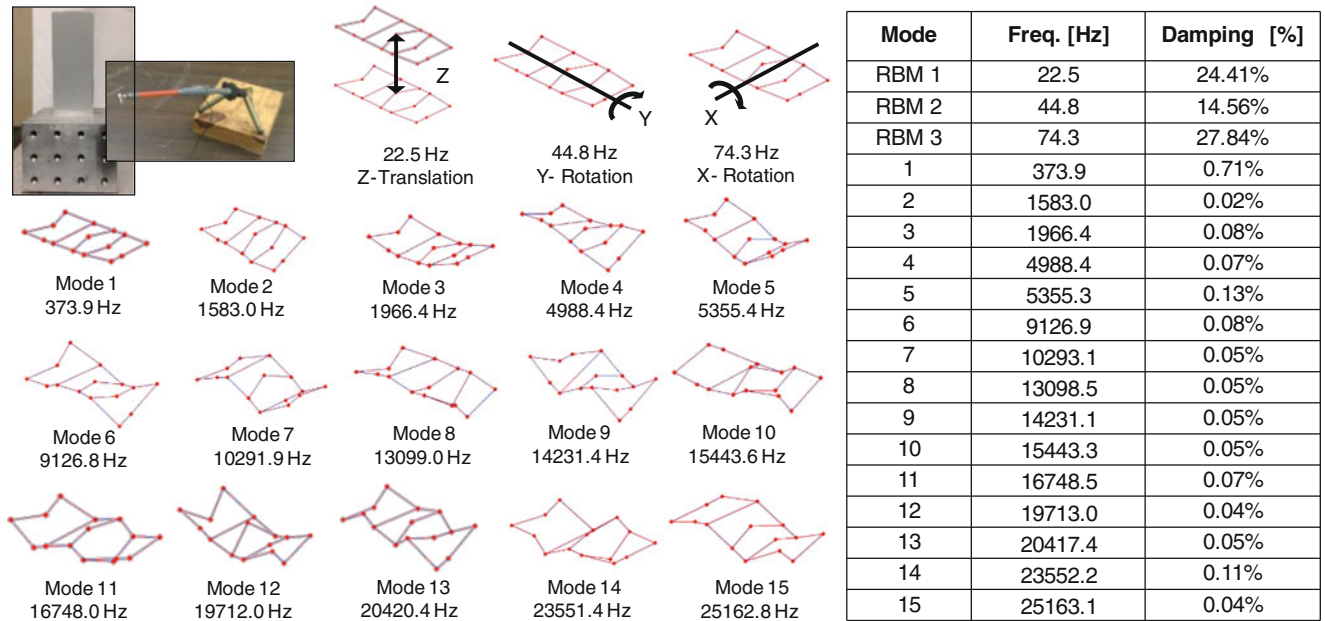 Z
Y
X
22.5 Hz
Z-Translation
44.8 Hz
Y- Rotation
74.3 Hz
X- Rotation
Mode 1
373.9 Hz
Mode 2
1583.0 Hz
Mode 3
1966.4 Hz
Mode 4
4988.4 Hz
Mode 5
5355.4 Hz
Mode 6
9126.8 Hz
Mode 7
10291.9 Hz
Mode 8
13099.0 Hz
Mode 9
14231.4 Hz
Mode 10
15443.6 Hz
Mode 11
16748.0 Hz
Mode 12
19712.0 Hz
Mode 13
20420.4 Hz
Mode 14
23551.4 Hz
Mode 15
25162.8 Hz
Mode Freq. [Hz] Damping [%]
RBM 1 22.5 24.41%
RBM 2 44.8 14.56%
RBM 3 74.3 27.84%
1 373.9 0.71%
2 1583.0 0.02%
3 1966.4 0.08%
4 4988.4 0.07%
5 5355.3 0.13%
6 9126.9 0.08%
7 10293.1 0.05%
8 13098.5 0.05%
9 14231.1 0.05%
10 15443.3 0.05%
11 16748.5 0.07%
12 19713.0 0.04%
13 20417.4 0.05%
14 23552.2 0.11%
15 25163.1 0.04%